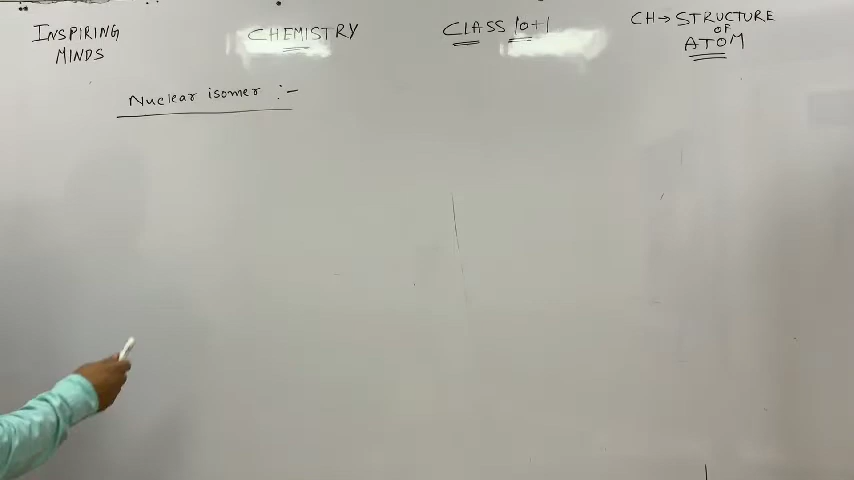 INSPIRING
MINDS
CHEMISTRY
CLASS 10+1
CH→ STRUCTURE
OF
ATOM
Nuclear isomer :-